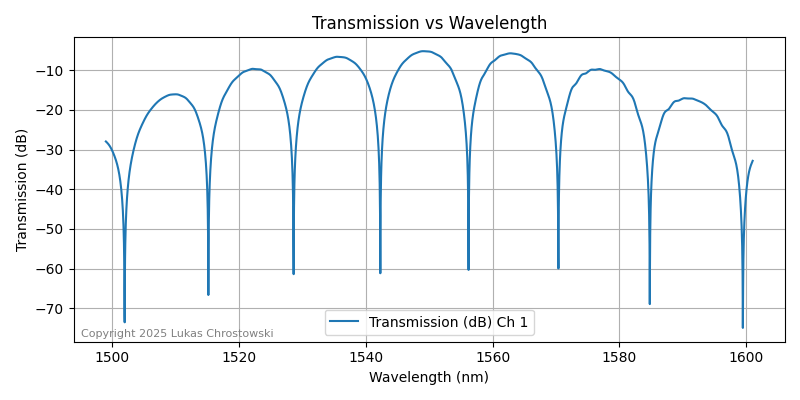 Transmission vs Wavelength
Transmission (dB)
−10
−20
−30
−40
−50
−60
−70
Transmission (dB) Ch 1
Copyright 2025 Lukas Chrostowski
1500 1520 1540 1560 1580 1600
Wavelength (nm)